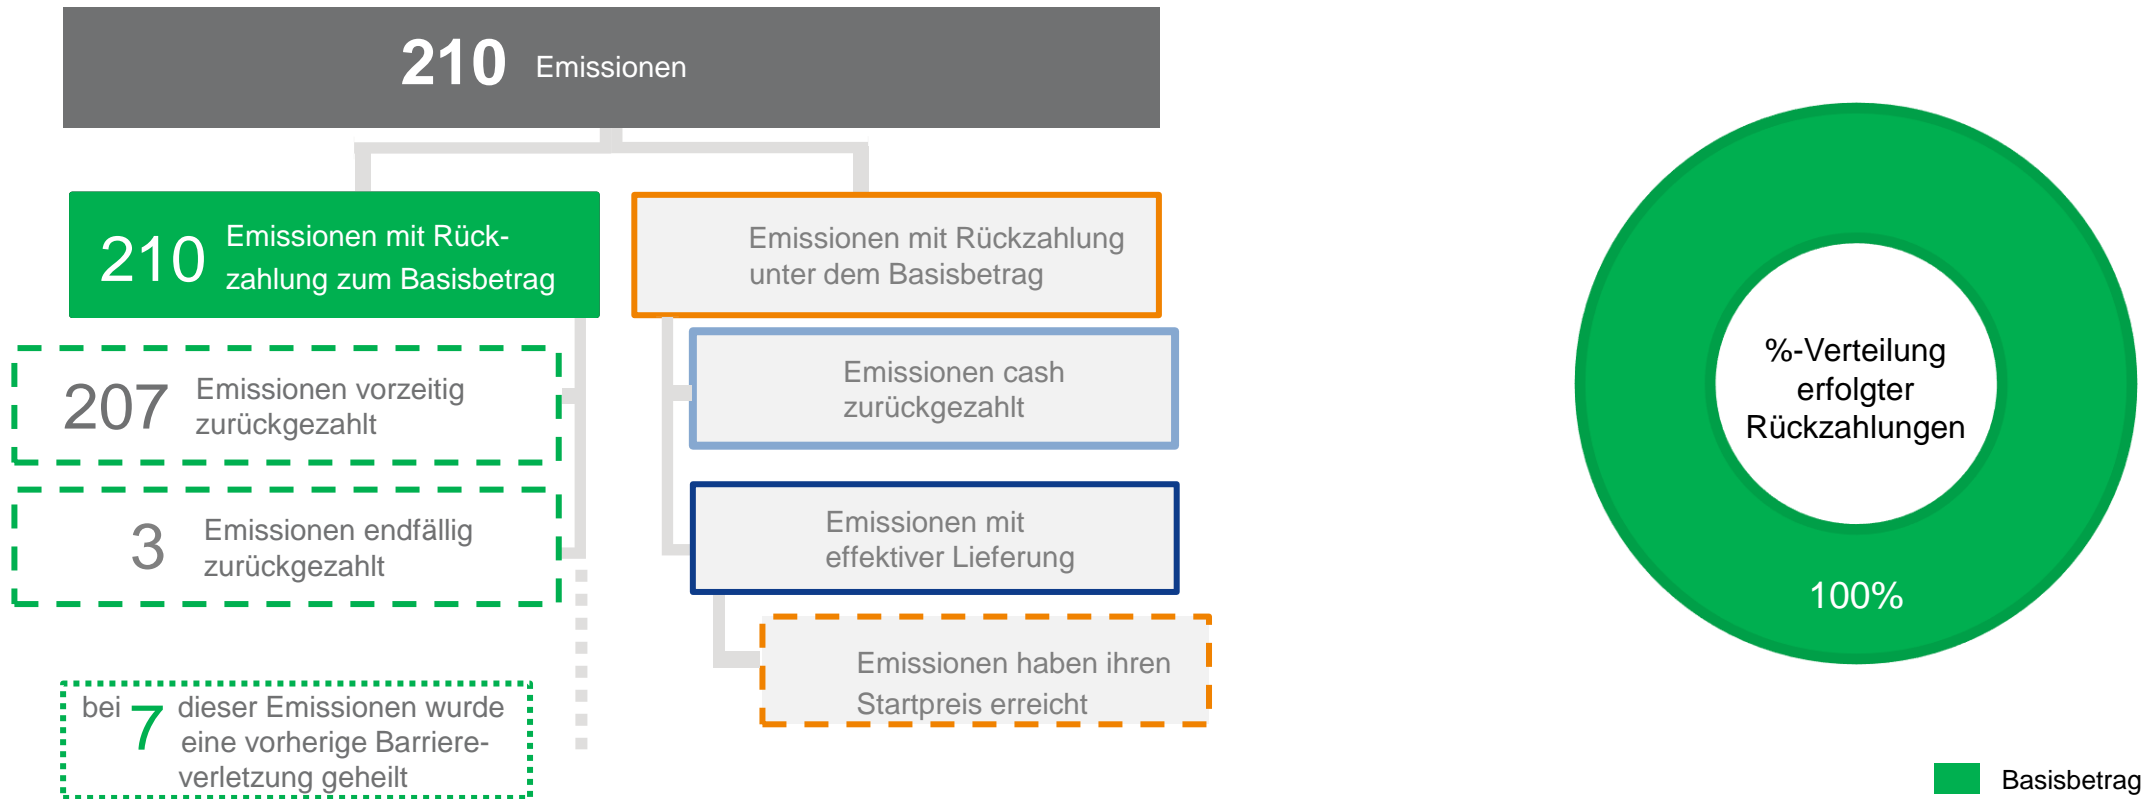 210 Emissionen
210 Emissionen mit Rück-
zahlung zum Basisbetrag
207 Emissionen vorzeitig
zurückgezahlt
3 Emissionen endfällig
zurückgezahlt
bei 7 dieser Emissionen wurde
eine vorherige Barriere-
verletzung geheilt
Emissionen mit Rückzahlung
unter dem Basisbetrag
Emissionen cash
zurückgezahlt
Emissionen mit
effektiver Lieferung
Emissionen haben ihren
Startpreis erreicht
%-Verteilung
erfolgter
Rückzahlungen
100%
Basisbetrag